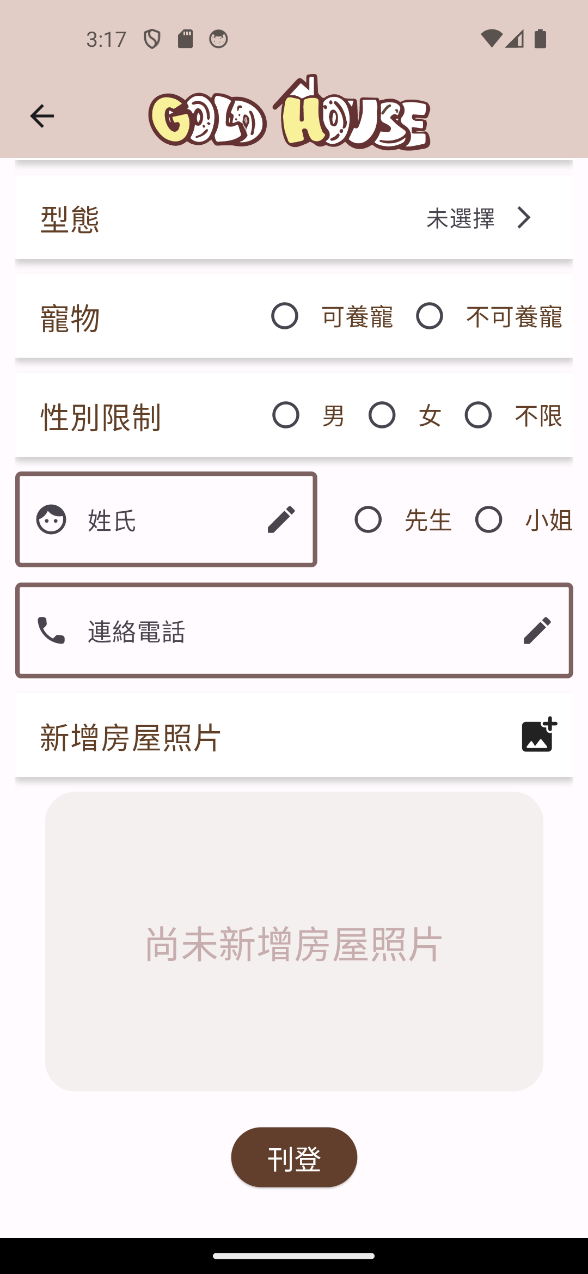 3:17
GOLD HOUSE
型態 未選擇
寵物 可養寵 不可養寵
性別限制 男 女 不限
姓氏 先生 小姐
連絡電話
新增房屋照片
尚未新增房屋照片
刊登